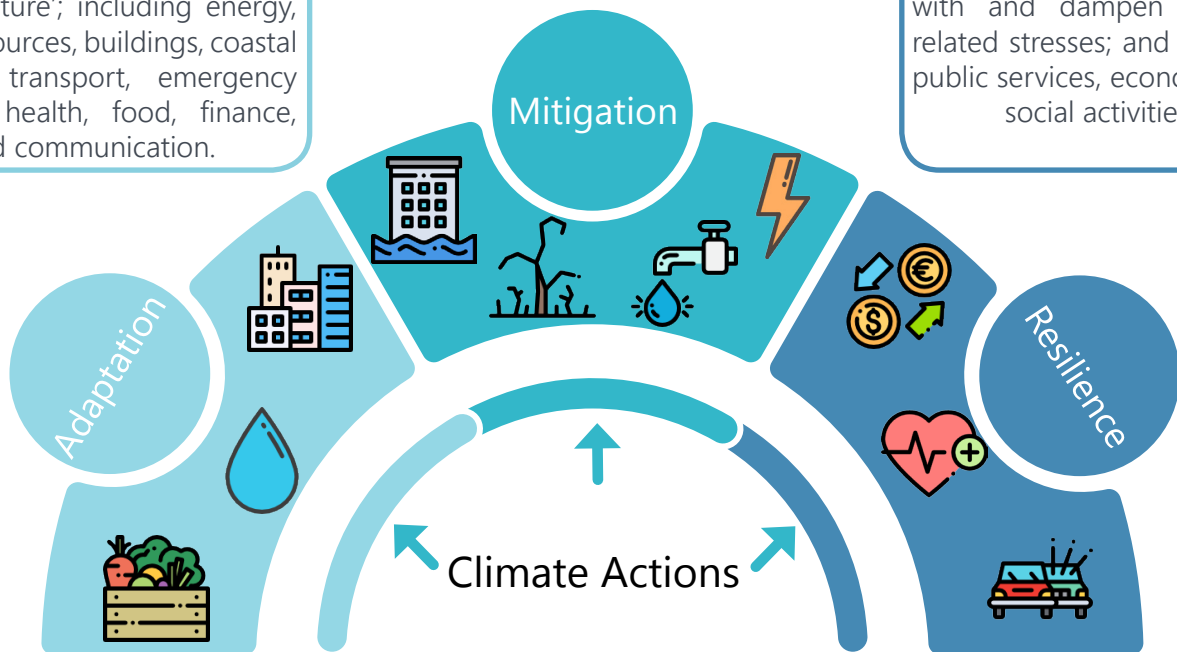 ture'; including energy,
ources, buildings, coastal
transport, emergency
health, food, finance,
d communication.
with and dampen
related stresses; and
public services, econo
social activitie
Mitigation
Adaptation
Resilience
€
$
Climate Actions